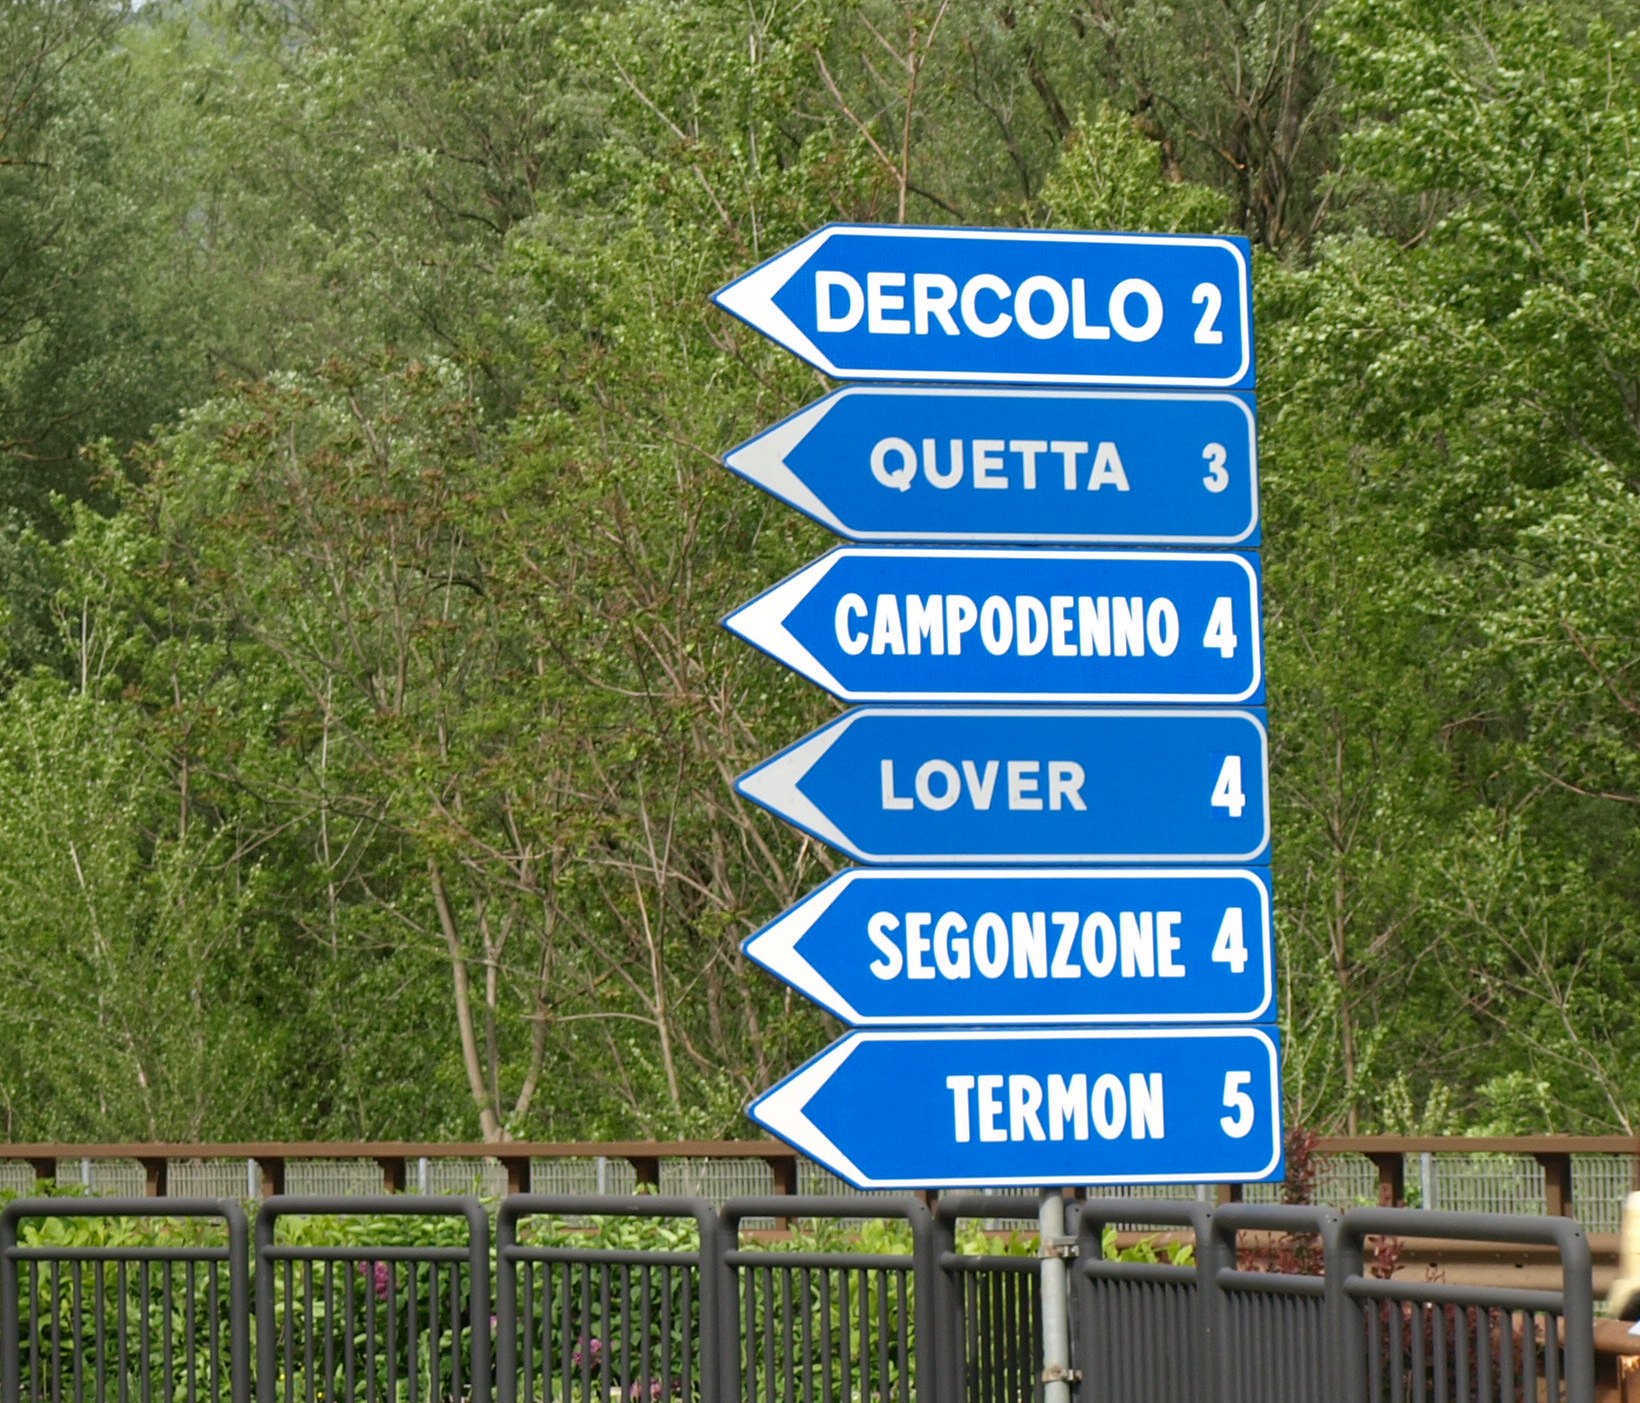 DERCOLO 2
QUETTA 3
CAMPODENNO 4
LOVER 4
SEGONZONE 4
TERMON 5